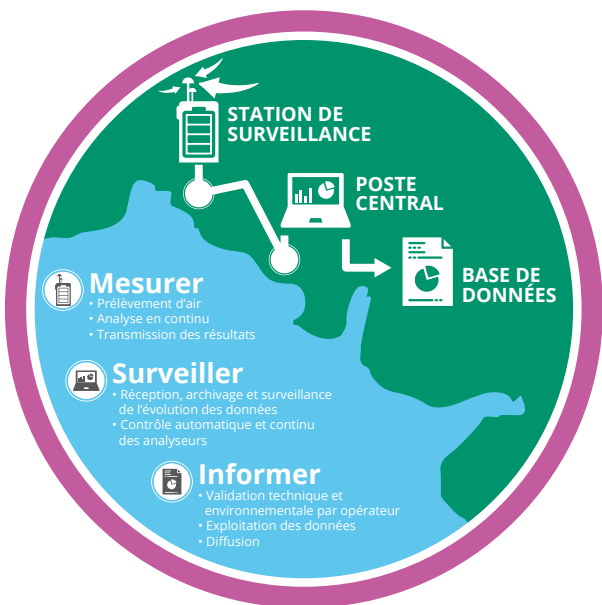 STATION DE
SURVEILLANCE
POSTE
CENTRAL
BASE DE
DONNÉES
Mesurer
• Prélèvement d'air
• Analyse en continu
• Transmission des résultats
Surveiller
• Réception, archivage et surveillance
de l'évolution des données
• Contrôle automatique et continu
des analyseurs
Informer
• Validation technique et
environnementale par opérateur
• Exploitation des données
• Diffusion